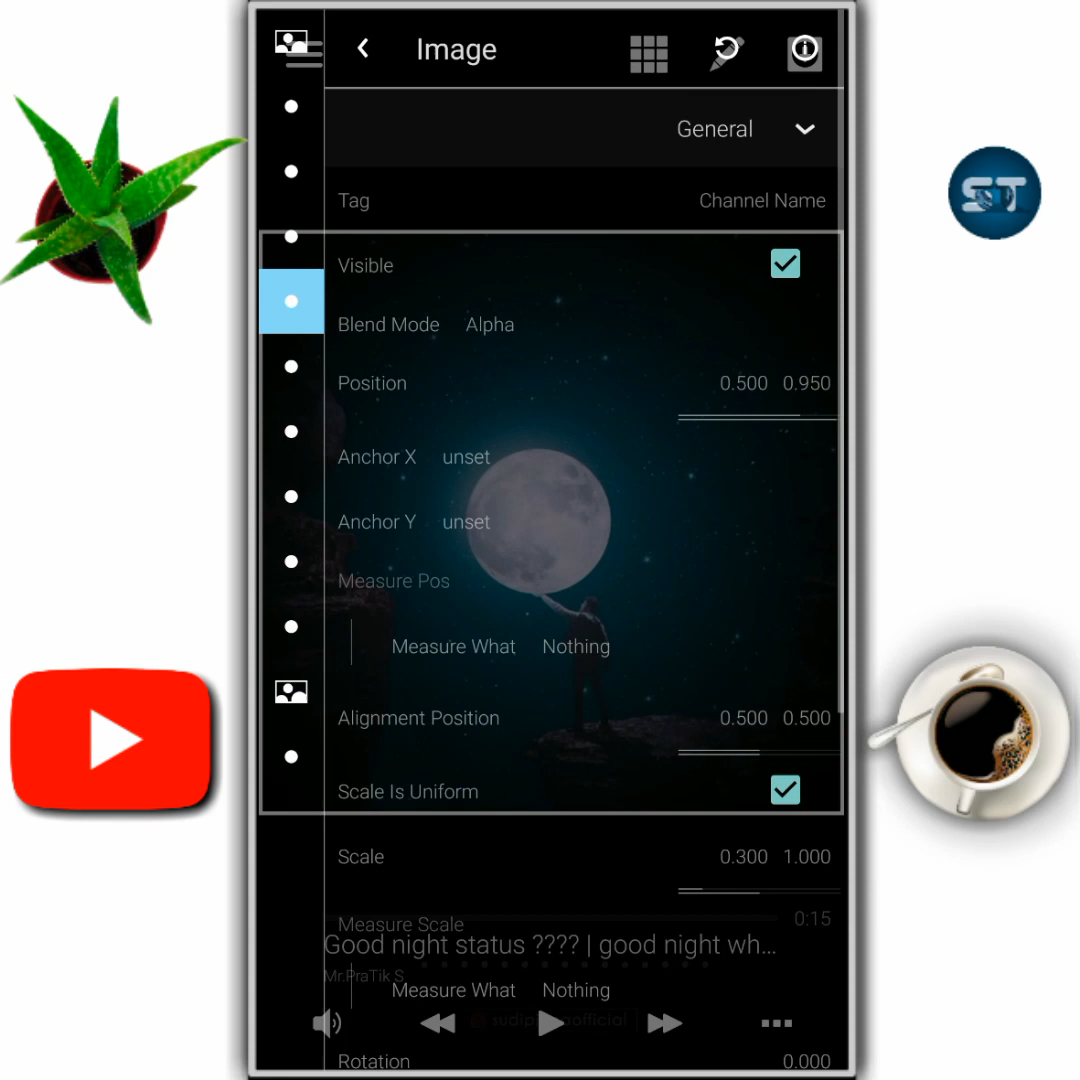 Image
General
Tag Channel Name
ST
Visible
Blend Mode Alpha
Position 0.500 0.950
Anchor X unset
Anchor Y unset
Measure Pos
Measure What Nothing
Alignment Position 0.500 0.500
Scale Is Uniform
Scale 0.300 1.000
0:15
Measure Scale
Good night status ???? | good night wh...
Mr.PraTik S
Measure What Nothing
Rotation 0.000